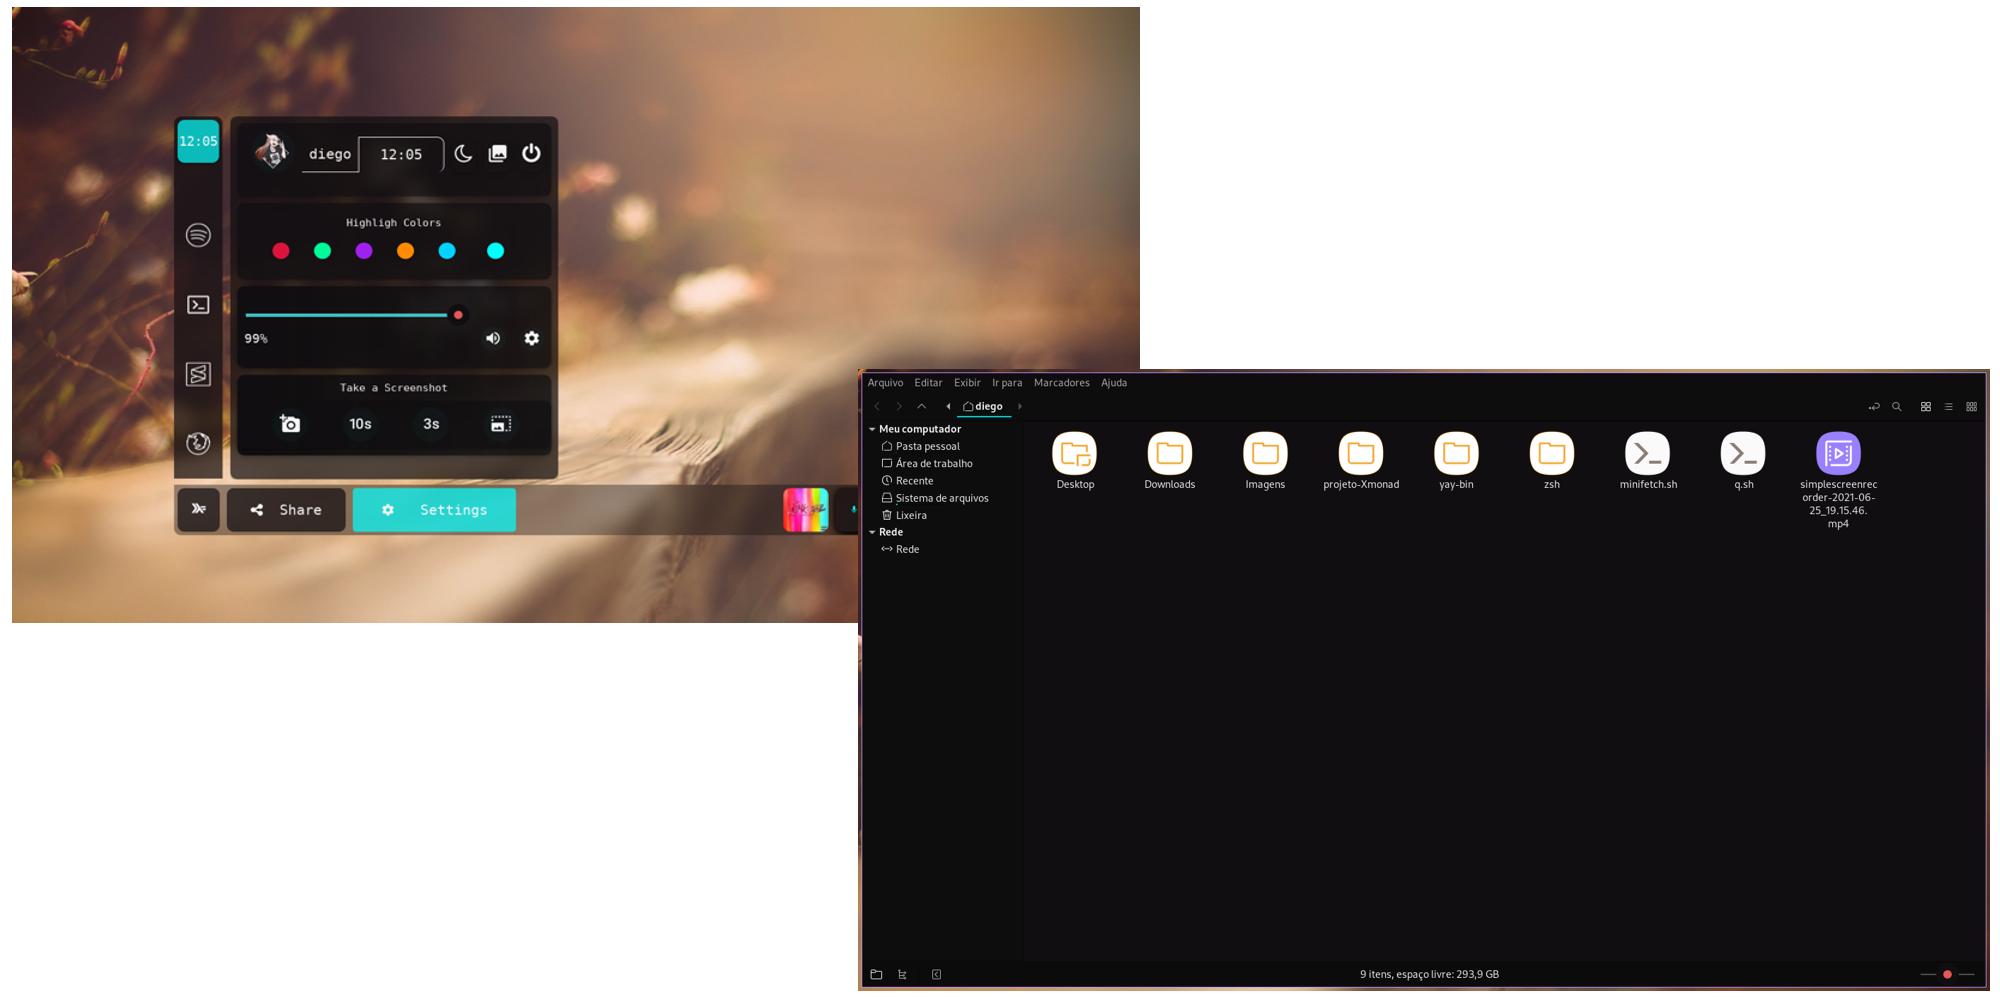 12:05
diego
12:05
Highligh Colors
99%
Take a Screenshot
10s
3s
Share
Settings
Arquivo Editar Exibir Ir para Marcadores Ajuda
diego
Meu computador
Pasta pessoal
Área de trabalho
Recente
Sistema de arquivos
Lixeira
Rede
Rede
Desktop
Downloads
Imagens
projeto-Xmonad
yay-bin
zsh
minifetch.sh
q.sh
simplescreenrec
order-2021-06-
25_19.15.46.
mp4
9 itens, espaço livre: 293,9 GB